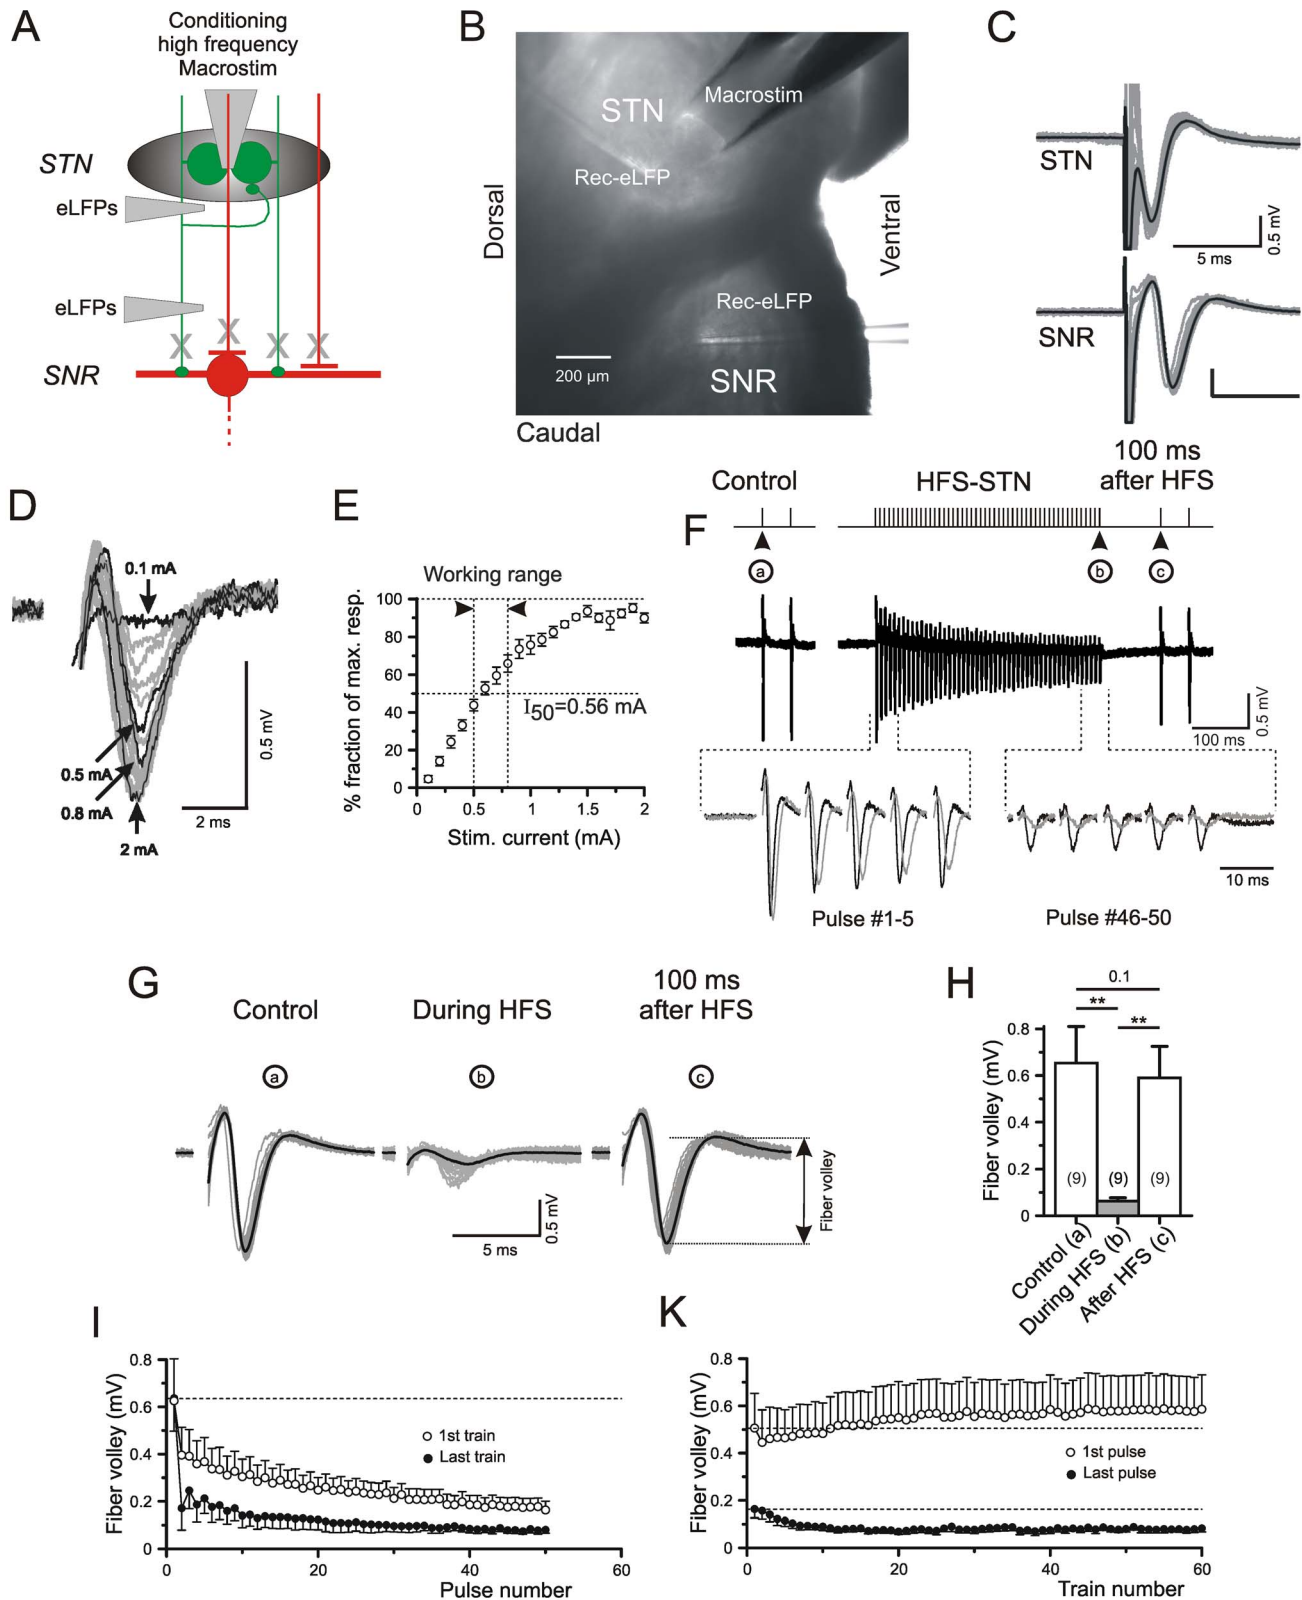 A
Conditioning
high frequency
Macrostim
STN
eLFPs
eLFPs
X X X X
SNR
B
STN
Macrostim
Rec-eLFP
Dorsal
Ventral
Rec-eLFP
200 µm
SNR
Caudal
C
STN
0.5 mV
5 ms
SNR
D
0.1 mA
0.5 mA
0.8 mA
2 mA
0.5 mV
2 ms
E
Working range
% fraction of max. resp.
100
80
60
40
20
0
I50=0.56 mA
0 0.5 1 1.5 2
Stim. current (mA)
F
Control
HFS-STN
100 ms
after HFS
a
b
c
0.5 mV
100 ms
10 ms
Pulse #1-5
Pulse #46-50
G
Control
During HFS
100 ms
after HFS
a
b
c
0.5 mV
5 ms
Fiber volley
H
0.1
**
**
Fiber volley (mV)
0.8
0.6
0.4
0.2
0
(9)
(9)
(9)
Control (a)
During HFS (b)
After HFS (c)
I
Fiber volley (mV)
0.8
0.6
0.4
0.2
0
1st train
Last train
0 20 40 60
Pulse number
K
Fiber volley (mV)
0.8
0.6
0.4
0.2
0
1st pulse
Last pulse
0 20 40 60
Train number